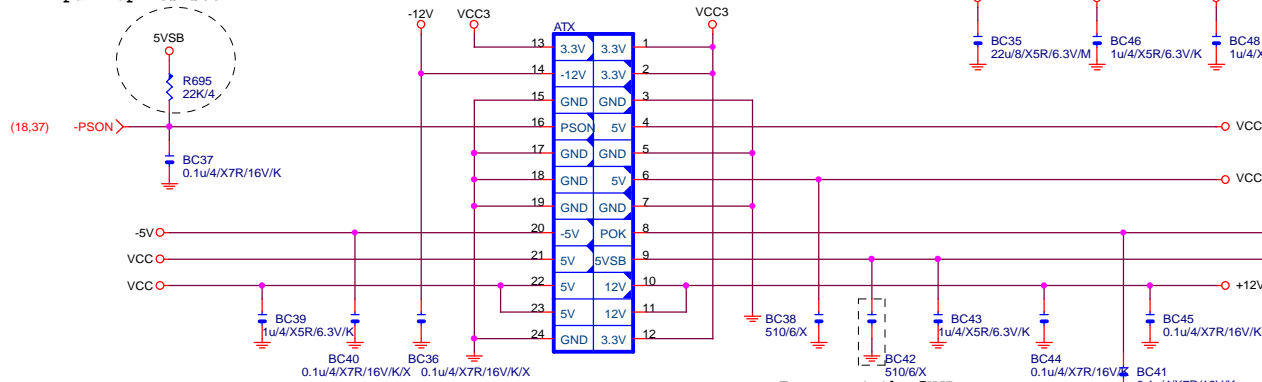 -12V
VCC3
VCC3
ATX
5VSB
R695
22K/4
(18,37)
-PSON
BC37
0.1u/4/X7R/16V/K
13 3.3V 3.3V 1
14 -12V 3.3V 2
15 GND GND 3
16 PSON 5V 4
17 GND GND 5
18 GND 5V 6
19 GND GND 7
20 -5V POK 8
21 5V 5VSB 9
22 5V 12V 10
23 5V 12V 11
24 GND 3.3V 12
-5V
VCC
VCC
BC39
1u/4/X5R/6.3V/K
BC40
0.1u/4/X7R/16V/K/X
BC36
0.1u/4/X7R/16V/K/X
BC35
22u/8/X5R/6.3V/M
BC46
1u/4/X5R/6.3V/K
BC48
1u/4/X
VCC
VCC
+12V
BC38
510/6/X
BC42
510/6/X
BC43
1u/4/X5R/6.3V/K
BC44
0.1u/4/X7R/16V/K
BC45
0.1u/4/X7R/16V/K
BC41